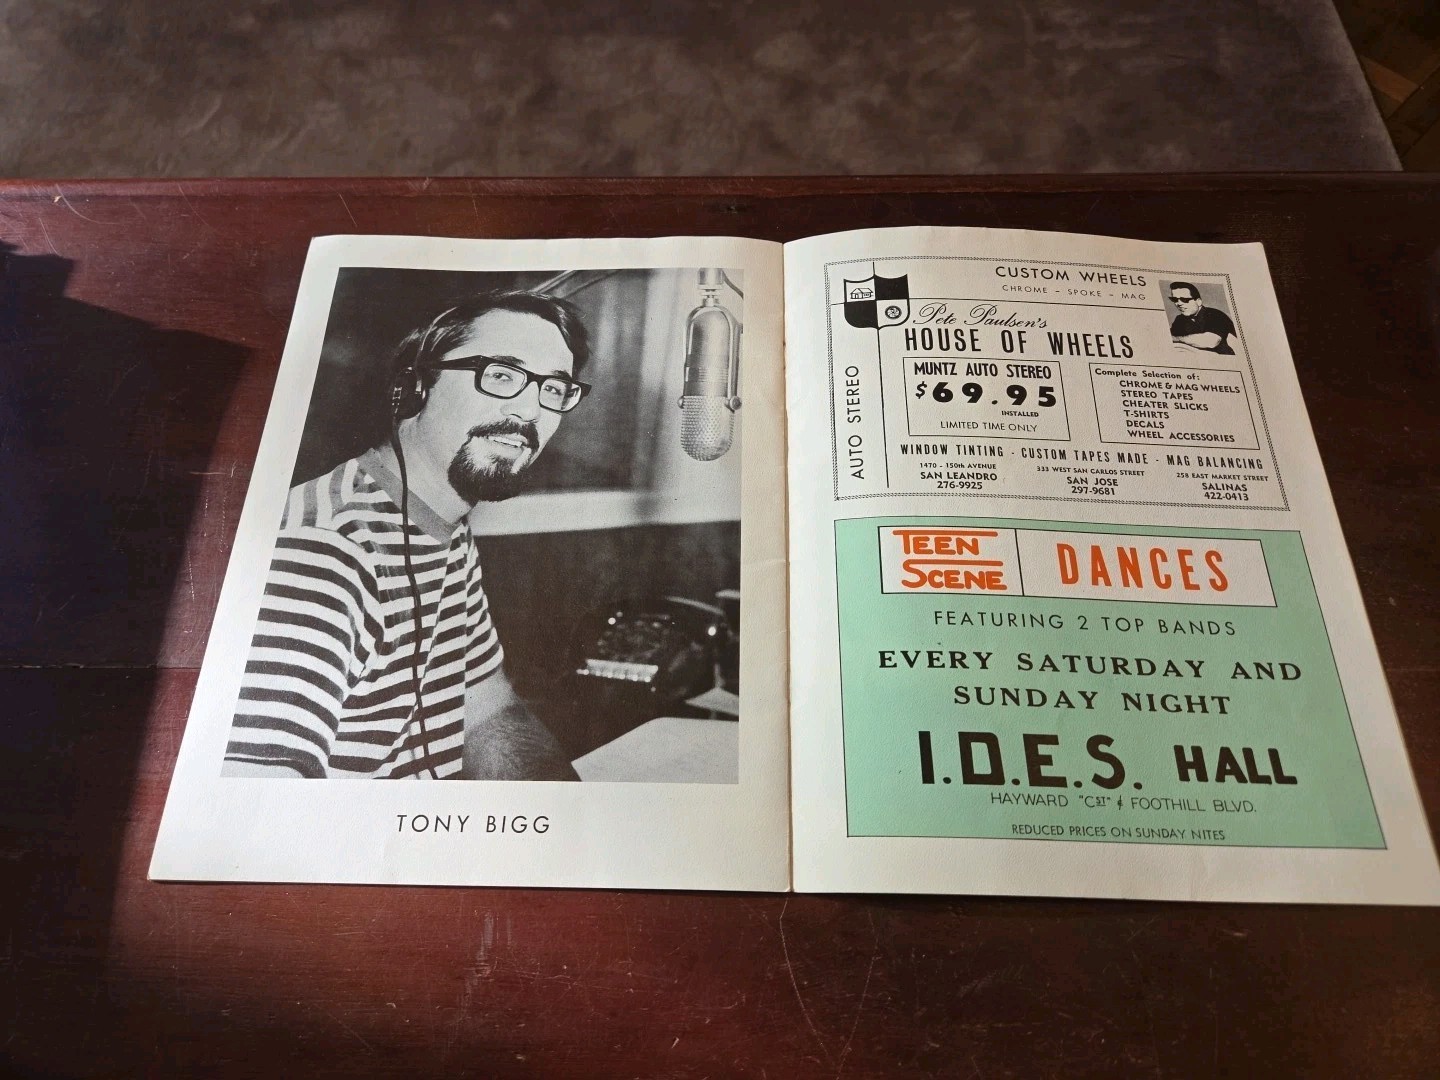 TONY BIGG
CUSTOM WHEELS
CHROME - SPOKE - MAG
Pete Paulsen's
HOUSE OF WHEELS
AUTO STEREO
MUNTZ AUTO STEREO
$69.95
INSTALLED
LIMITED TIME ONLY
Complete Selection of:
CHROME & MAG WHEELS
STEREO TAPES
CHEATER SLICKS
T-SHIRTS
DECALS
WHEEL ACCESSORIES
WINDOW TINTING - CUSTOM TAPES MADE - MAG BALANCING
1470 - 150th AVENUE
SAN LEANDRO
276-9925
333 WEST SAN CARLOS STREET
SAN JOSE
297-9681
258 EAST MARKET STREET
SALINAS
422-0413
TEEN
SCENE
DANCES
FEATURING 2 TOP BANDS
EVERY SATURDAY AND
SUNDAY NIGHT
I.D.E.S. HALL
HAYWARD "C ST" & FOOTHILL BLVD.
REDUCED PRICES ON SUNDAY NITES